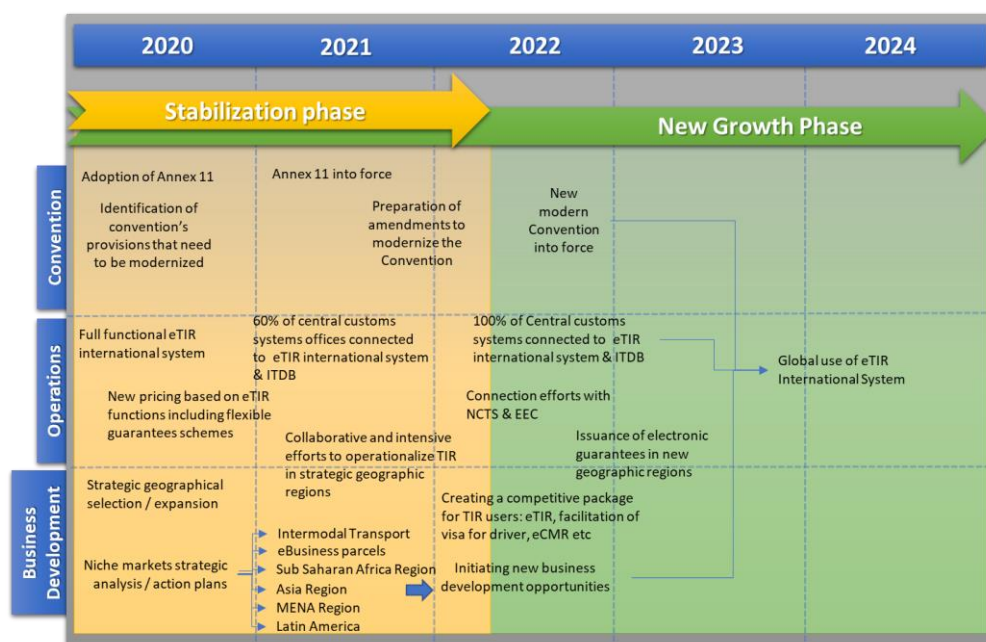 2020
2021
2022
2023
2024
Stabilization phase
New Growth Phase
Convention
Adoption of Annex 11
Identification of
convention's
provisions that need
to be modernized
Annex 11 into force
Preparation of
amendments to
modernize the
Convention
New
modern
Convention
into force
Operations
Full functional eTIR
international system
New pricing based on eTIR
functions including flexible
guarantees schemes
60% of central customs
systems offices connected
to eTIR international system
& ITDB
Collaborative and intensive
efforts to operationalize TIR
in strategic geographic
regions
100% of Central customs
systems connected to eTIR
international system & ITDB
Connection efforts with
NCTS & EEC
Issuance of electronic
guarantees in new
geographic regions
Global use of eTIR
International System
Business
Development
Strategic geographical
selection / expansion
Niche markets strategic
analysis / action plans
Intermodal Transport
eBusiness parcels
Sub Saharan Africa Region
Asia Region
MENA Region
Latin America
Creating a competitive package
for TIR users: eTIR, facilitation of
visa for driver, eCMR etc
Initiating new business
development opportunities